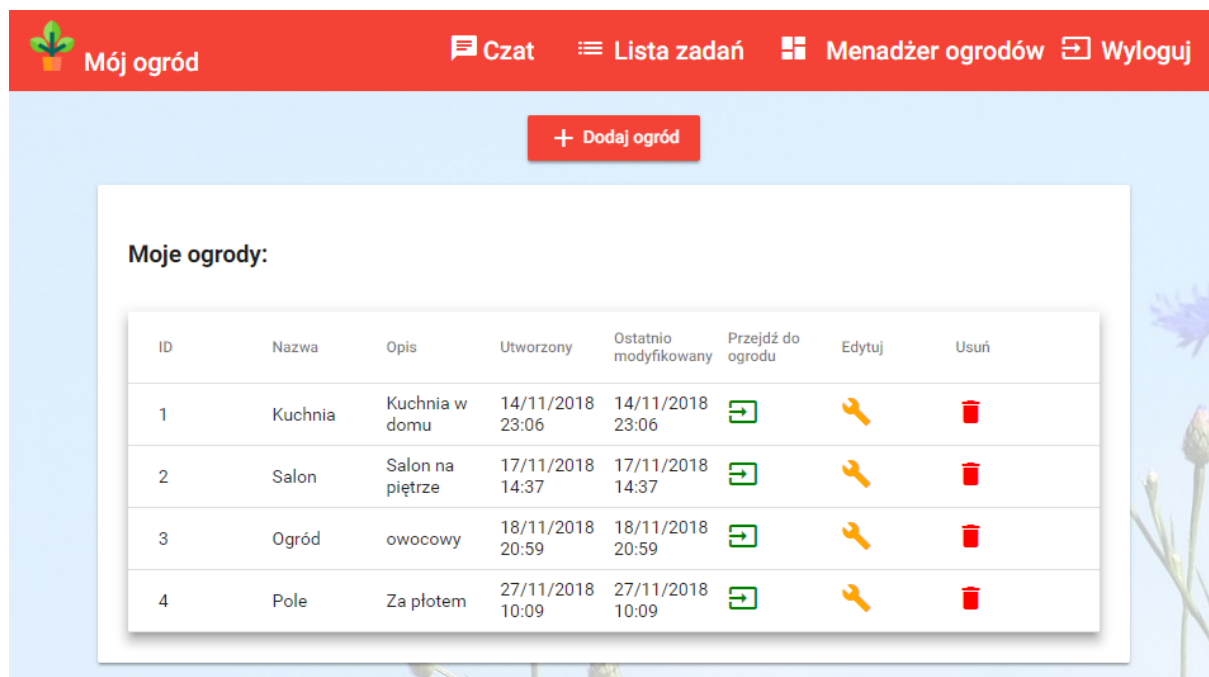 Mój ogród Czat Lista zadań Menadżer ogrodów Wyloguj
Dodaj ogród
Moje ogrody:
ID Nazwa Opis Utworzony Ostatnio modyfikowany Przejdź do ogrodu Edytuj Usuń
1 Kuchnia Kuchnia w domu 14/11/2018 23:06 14/11/2018 23:06
2 Salon Salon na piętrze 17/11/2018 14:37 17/11/2018 14:37
3 Ogród owocowy 18/11/2018 20:59 18/11/2018 20:59
4 Pole Za płotem 27/11/2018 10:09 27/11/2018 10:09